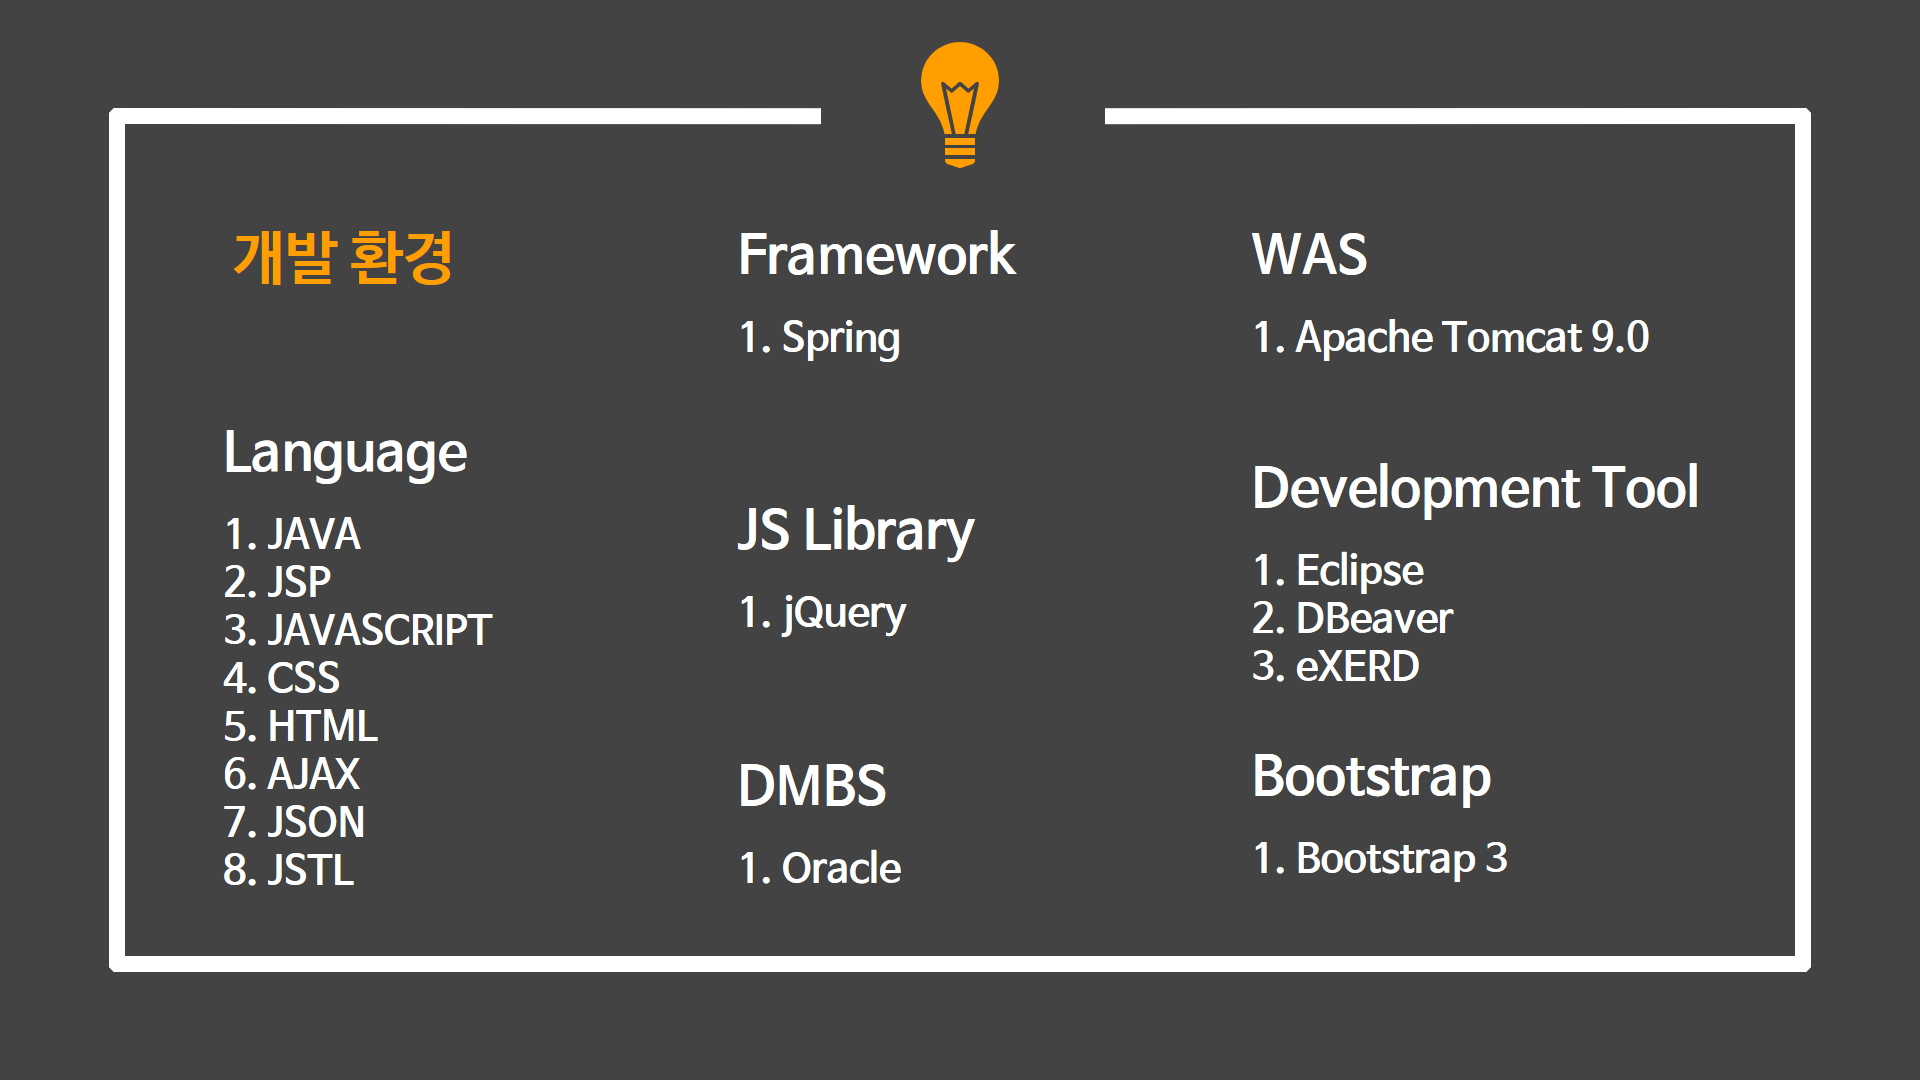 개발 환경
Language
1. JAVA
2. JSP
3. JAVASCRIPT
4. CSS
5. HTML
6. AJAX
7. JSON
8. JSTL
Framework
1. Spring
JS Library
1. jQuery
DMBS
1. Oracle
WAS
1. Apache Tomcat 9.0
Development Tool
1. Eclipse
2. DBeaver
3. eXERD
Bootstrap
1. Bootstrap 3